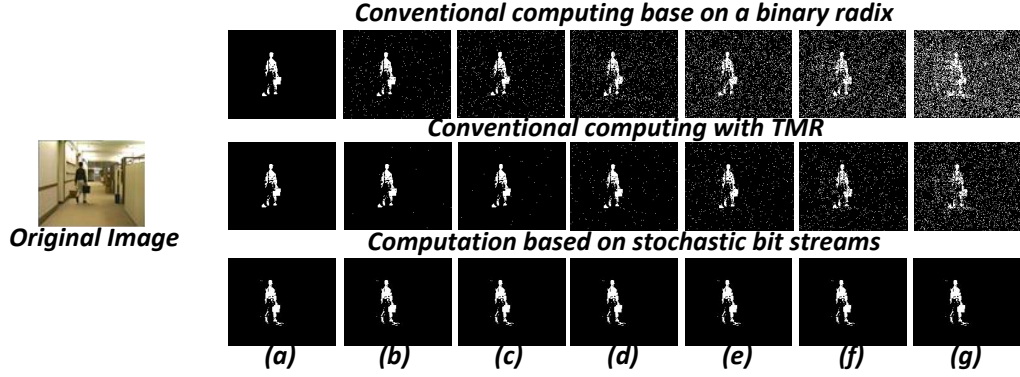 Conventional computing base on a binary radix
Conventional computing with TMR
Original Image
Computation based on stochastic bit streams
(a) (b) (c) (d) (e) (f) (g)